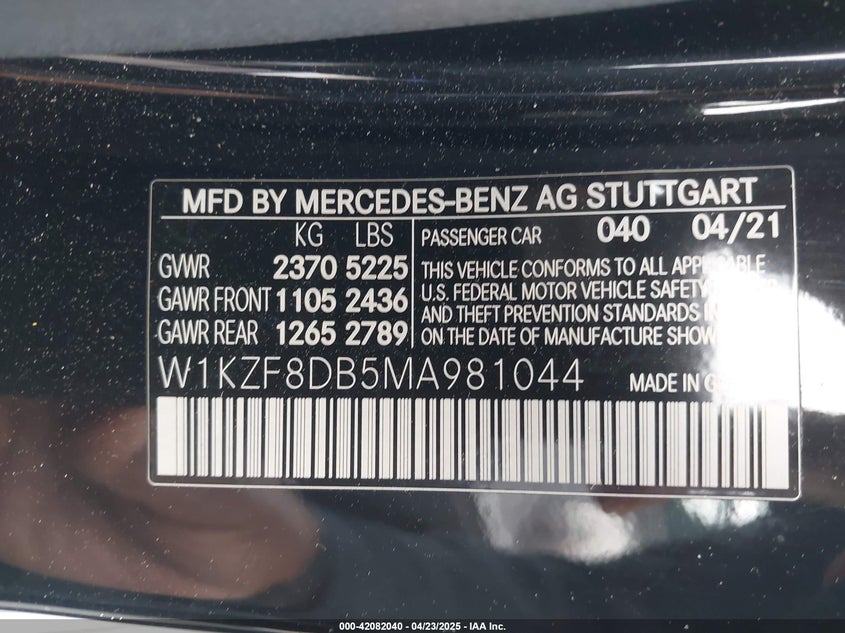 MFD BY MERCEDES-BENZ AG STUTTGART
KG LBS
GVWR 2370 5225
GAWR FRONT 1105 2436
GAWR REAR 1265 2789
PASSENGER CAR 040 04/21
THIS VEHICLE CONFORMS TO ALL
U.S. FEDERAL MOTOR VEHICLE SAFETY
AND THEFT PREVENTION STANDARDS IN
ON THE DATE OF MANUFACTURE
W1KZF8DB5MA981044 MADE IN
000-42082040 - 04/23/2025 - IAA Inc.